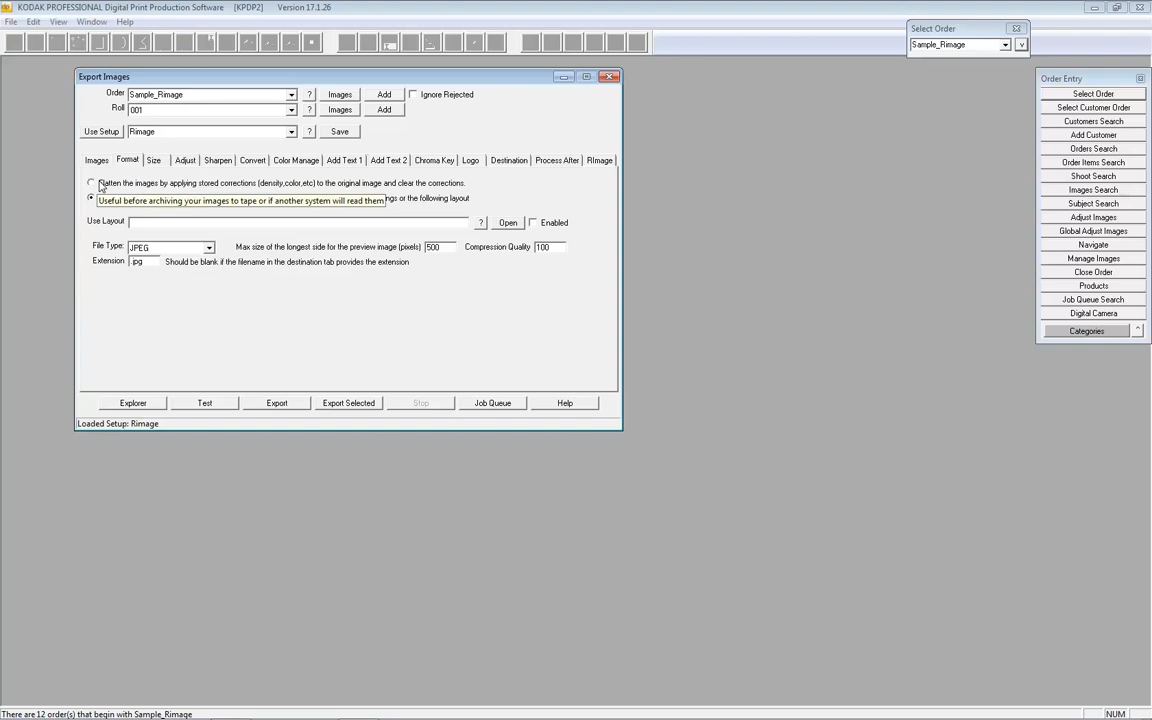 KODAK PROFESSIONAL Digital Print Production Software [KPDP2] Version 17.1.26
File Edit View Window Help
Select Order
Sample_Rimage
v
Export Images
Order Sample_Rimage ? Images Add Ignore Rejected
Roll 001 ? Images Add
Use Setup Rimage ? Save
Images Format Size Adjust Sharpen Convert Color Manage Add Text 1 Add Text 2 Chroma Key Logo Destination Process After RImage
Flatten the images by applying stored corrections (density,color,etc) to the original image and clear the corrections.
Useful before archiving your images to tape or if another system will read them
ngs or the following layout
Use Layout ? Open Enabled
File Type: JPEG Max size of the longest side for the preview image (pixels) 500 Compression Quality 100
Extension .jpg Should be blank if the filename in the destination tab provides the extension
Explorer Test Export Export Selected Stop Job Queue Help
Loaded Setup: Rimage
Order Entry
Select Order
Select Customer Order
Customers Search
Add Customer
Orders Search
Order Items Search
Shoot Search
Images Search
Subject Search
Adjust Images
Global Adjust Images
Navigate
Manage Images
Close Order
Products
Job Queue Search
Digital Camera
Categories ^
There are 12 order(s) that begin with Sample_Rimage
NUM